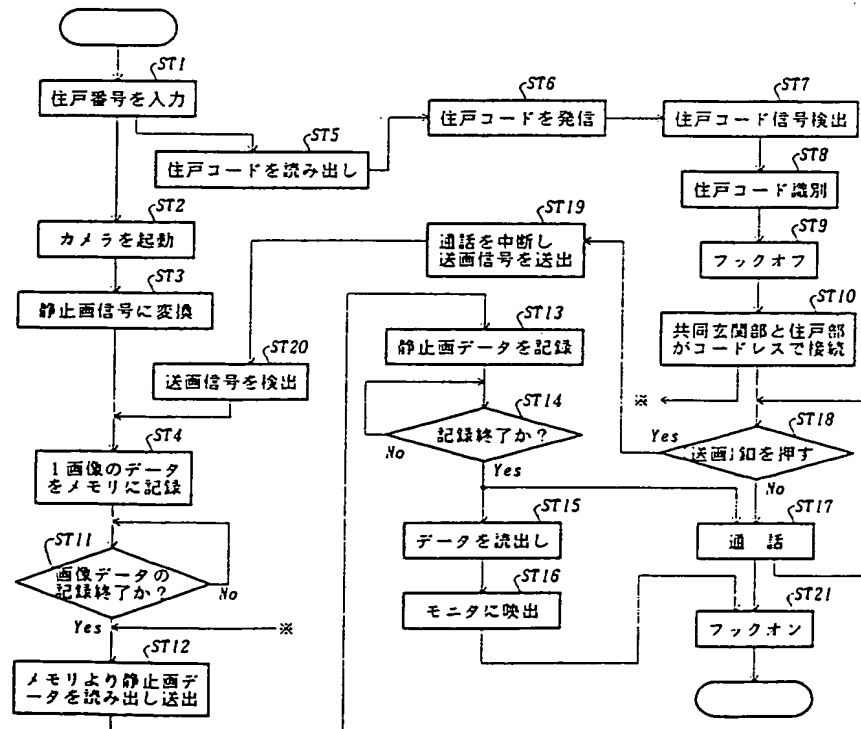 ST1
住戸番号を入力
ST5
住戸コードを読み出し
ST6
住戸コードを発信
ST7
住戸コード信号検出
ST8
住戸コード識別
ST9
フックオフ
ST10
共同玄関部と住戸部
がコードレスで接続
※
ST2
カメラを起動
ST3
静止画信号に変換
ST19
通話を中断し
送画信号を送出
ST20
送画信号を検出
ST4
1画像のデータ
をメモリに記録
ST11
画像データの
記録終了か?
No
Yes
※
ST12
メモリより静止画デ
ータを読み出し送出
ST13
静止画データを記録
ST14
記録終了か?
No
Yes
ST15
データを読出し
ST16
モニタに映出
ST18
送画釦を押す
Yes
No
ST17
通 話
ST21
フックオン